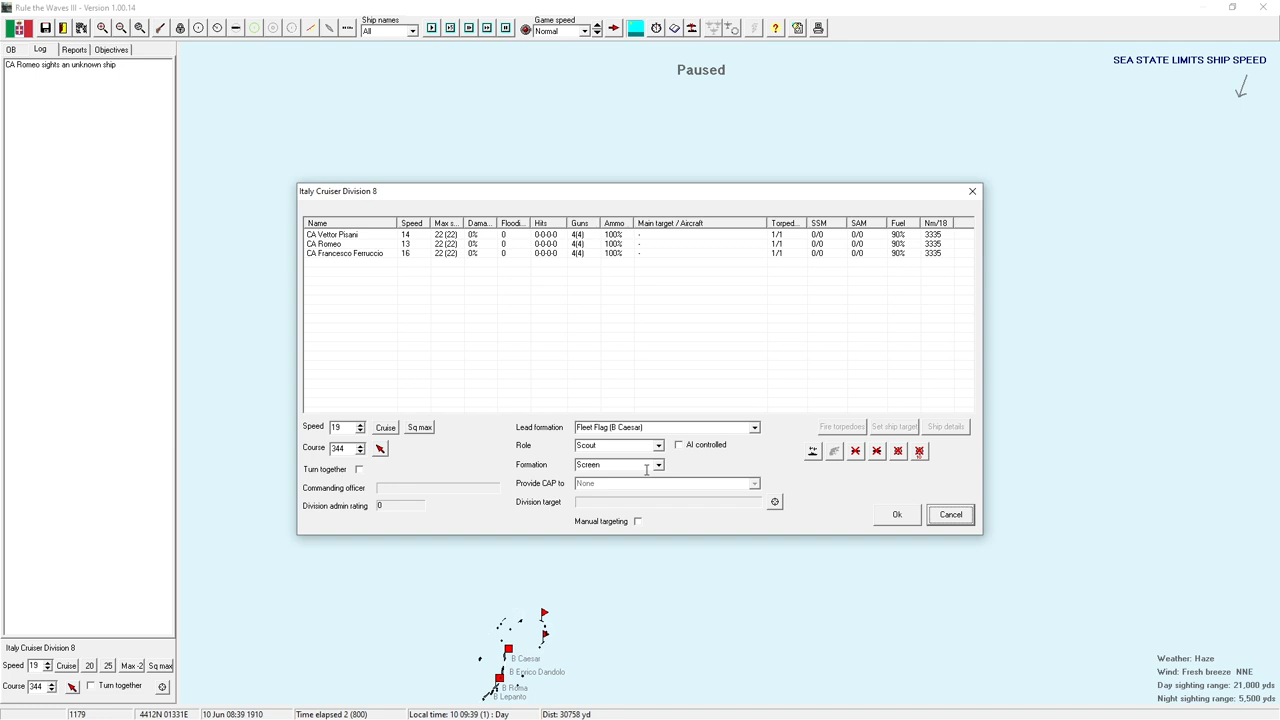 Rule the Waves III - Version 1.00.14
Ship names
All
Game speed
Normal
OB Log Reports Objectives
CA Romeo sights an unknown ship
Paused
SEA STATE LIMITS SHIP SPEED
Italy Cruiser Division 8
Name Speed Max s... Dama... Floodi... Hits Guns Ammo Main target / Aircraft Torped... SSM SAM Fuel Nm/18
CA Vettor Pisani 14 22 (22) 0% 0 0-0-0-0 4(4) 100% - 1/1 0/0 0/0 90% 3335
CA Romeo 13 22 (22) 0% 0 0-0-0-0 4(4) 100% - 1/1 0/0 0/0 90% 3335
CA Francesco Ferruccio 16 22 (22) 0% 0 0-0-0-0 4(4) 100% - 1/1 0/0 0/0 90% 3335
Speed 19 Cruise Sq max
Course 344
Turn together
Commanding officer
Division admin rating 0
Lead formation Fleet Flag (B Caesar)
Role Scout AI controlled
Formation Screen
Provide CAP to None
Division target
Manual targeting
Fire torpedoes Set ship target Ship details
Ok Cancel
B Caesar
B Enrico Dandolo
B Roma
B Lepanto
Italy Cruiser Division 8
Speed 19 Cruise 20 25 Max -2 Sq max
Course 344 Turn together
Weather: Haze
Wind: Fresh breeze NNE
Day sighting range: 21,000 yds
Night sighting range: 5,500 yds
1179 4412N 01331E 10 Jun 08:39 1910 Time elapsed 2 (800) Local time: 10 09:39 (1) : Day Dist: 30758 yd